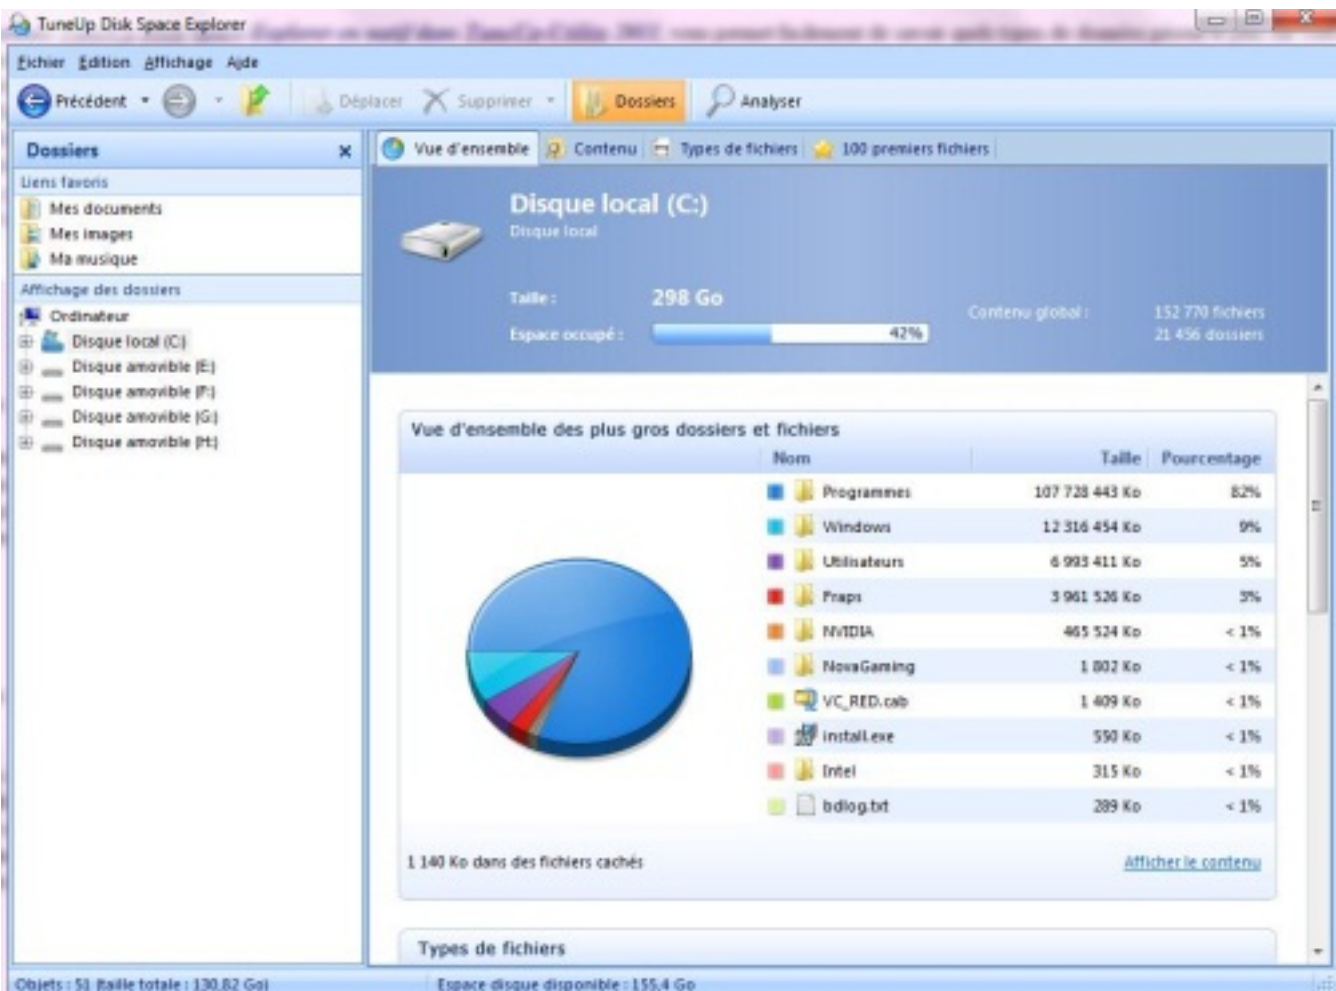 TuneUp Disk Space Explorer
Fichier Edition Affichage Aide
Précédent Déplacer Supprimer Dossiers Analyser
Dossiers
Liens favoris
Mes documents
Mes images
Ma musique
Affichage des dossiers
Ordinateur
Disque local (C:)
Disque amovible (E:)
Disque amovible (F:)
Disque amovible (G:)
Disque amovible (H:)
Vue d'ensemble Contenu Types de fichiers 100 premiers fichiers
Disque local (C:)
Disque local
Taille : 298 Go
Espace occupé : 42%
Contenu global : 152 770 fichiers
21 456 dossiers
Vue d'ensemble des plus gros dossiers et fichiers
Nom Taille Pourcentage
Programmes 107 728 443 Ko 82%
Windows 12 316 454 Ko 9%
Utilisateurs 6 993 411 Ko 5%
Fraps 3 961 526 Ko 3%
NVIDIA 465 524 Ko < 1%
NovaGaming 1 802 Ko < 1%
VC_RED.cab 1 409 Ko < 1%
install.exe 550 Ko < 1%
Intel 315 Ko < 1%
bdlog.txt 289 Ko < 1%
1 140 Ko dans des fichiers cachés
Afficher le contenu
Types de fichiers
Objets : 51 (taille totale : 130,82 Go) Espace disque disponible : 155,4 Go